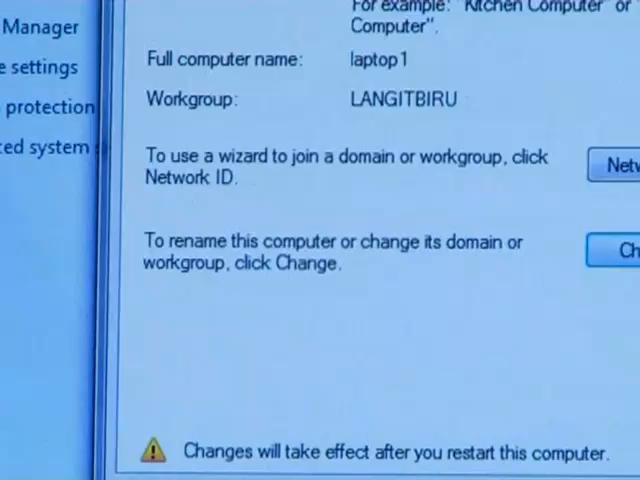 For example: "Kitchen Computer" or
Computer".
Manager
Full computer name: laptop1
e settings
Workgroup: LANGITBIRU
protection
ced system
To use a wizard to join a domain or workgroup, click
Network ID.
Netw
To rename this computer or change its domain or
workgroup, click Change.
Ch
Changes will take effect after you restart this computer.